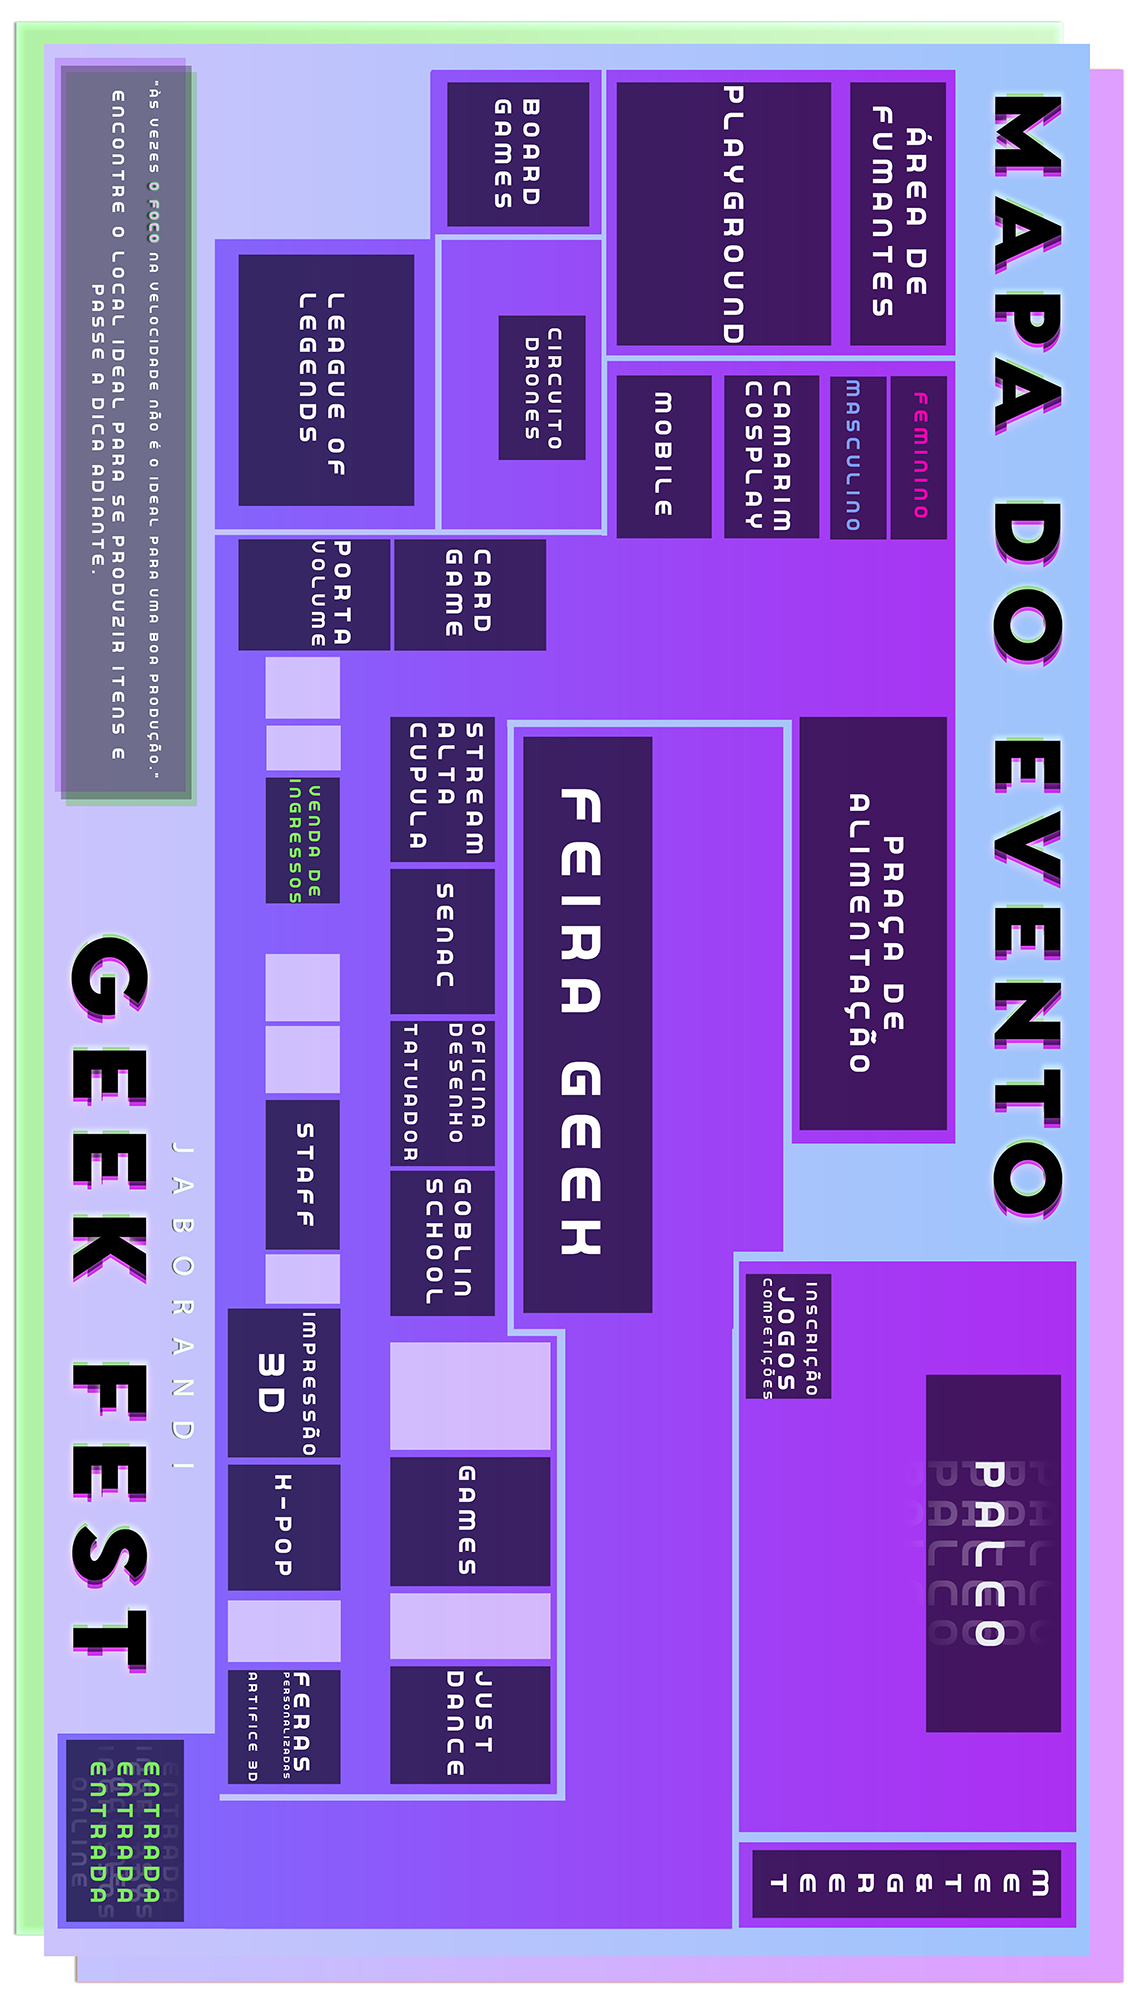 MAPA DO EVENTO
ÁREA DE
FUMANTES
PLAYGROUND
BOARD
GAMES
FEMININO
MASCULINO
CAMARIM
COSPLAY
MOBILE
CIRCUITO
DRONES
LEAGUE OF
LEGENDS
CARD
GAME
PORTA
VOLUME
PRAÇA DE
ALIMENTAÇÃO
FEIRA GEEK
STREAM
ALTA
CUPULA
SENAC
OFICINA
DESENHO
TATUADOR
GOBLIN
SCHOOL
VENDA DE
INGRESSOS
STAFF
IMPRESSÃO
3D
K-POP
FERAS
PERSONALIZADAS
ARTIFICE 3D
GAMES
JUST
DANCE
INSCRIÇÃO
JOGOS
COMPETIÇÕES
PALCO
MEET&GREET
ENTRADA
ENTRADA
ENTRADA
"ÀS VEZES O FOCO NA VELOCIDADE NÃO É O IDEAL PARA UMA BOA PRODUÇÃO."
ENCONTRE O LOCAL IDEAL PARA SE PRODUZIR ITENS E
PASSE A DICA ADIANTE.
JABORANDI
GEEK FEST